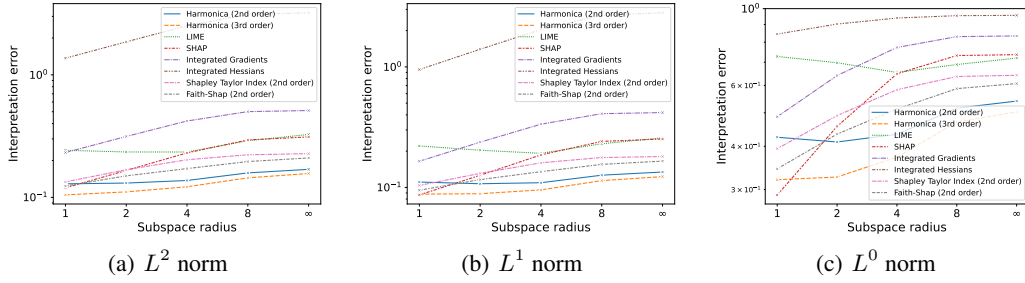 Interpretation error
10⁰
10⁻¹
1
2
4
8
∞
Subspace radius
Harmonica (2nd order)
Harmonica (3rd order)
LIME
SHAP
Integrated Gradients
Integrated Hessians
Shapley Taylor Index (2nd order)
Faith-Shap (2nd order)
(a) L² norm
Interpretation error
10⁰
10⁻¹
1
2
4
8
∞
Subspace radius
Harmonica (2nd order)
Harmonica (3rd order)
LIME
SHAP
Integrated Gradients
Integrated Hessians
Shapley Taylor Index (2nd order)
Faith-Shap (2nd order)
(b) L¹ norm
Interpretation error
10⁰
6 × 10⁻¹
4 × 10⁻¹
3 × 10⁻¹
1
2
4
8
∞
Subspace radius
Harmonica (2nd order)
Harmonica (3rd order)
LIME
SHAP
Integrated Gradients
Integrated Hessians
Shapley Taylor Index (2nd order)
Faith-Shap (2nd order)
(c) L⁰ norm